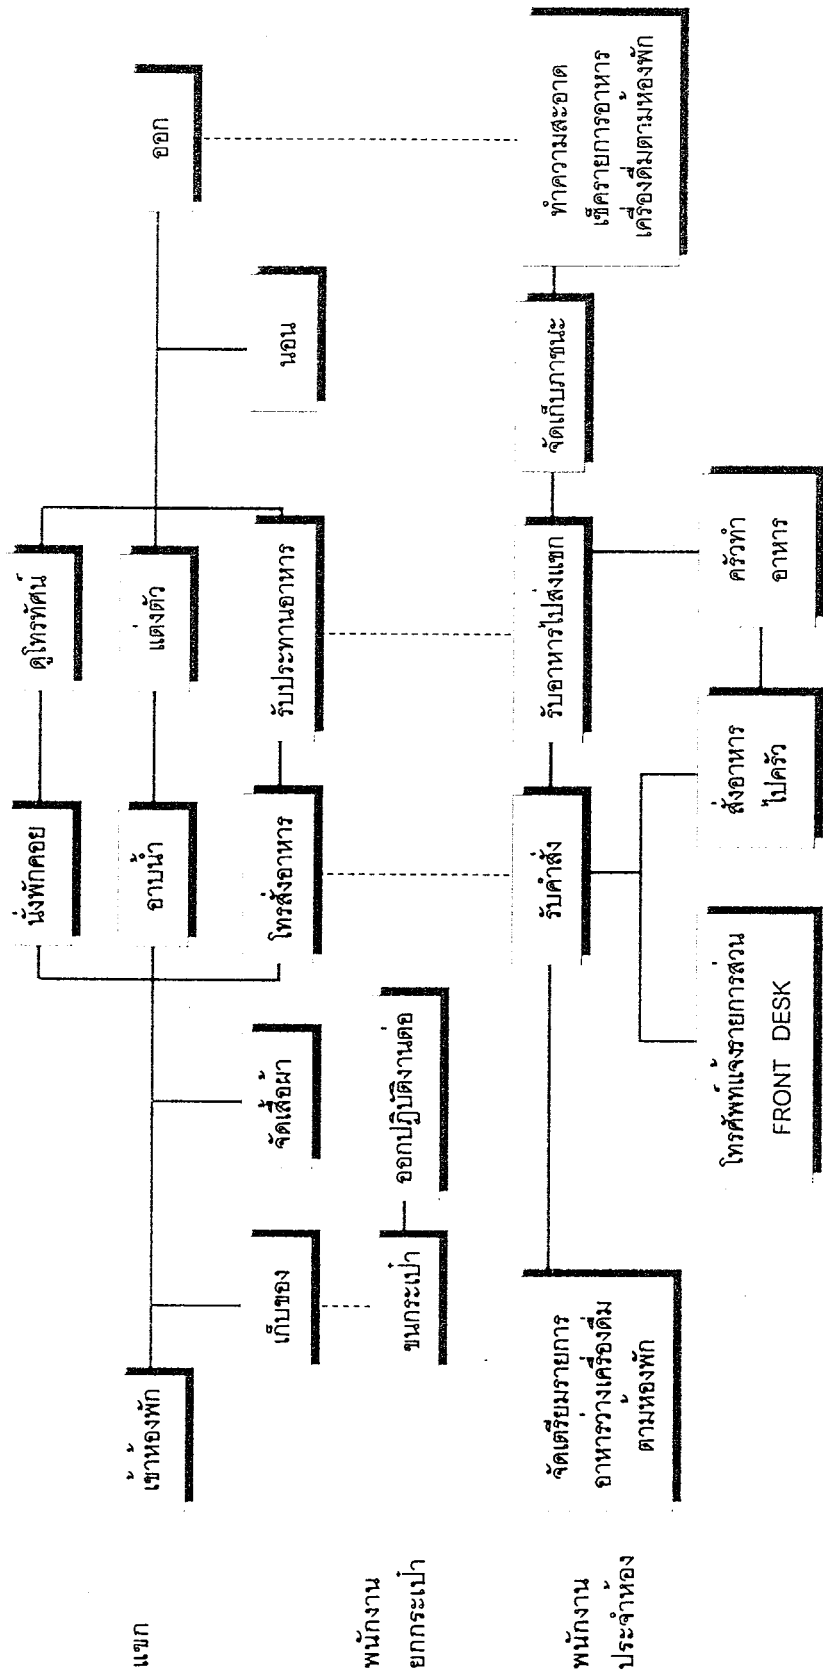 แขก
เข้าห้องพัก
เก็บของ
จัดเสื้อผ้า
นั่งพักคอย
อาบน้ำ
โทรสั่งอาหาร
ดูโทรทัศน์
แต่งตัว
รับประทานอาหาร
นอน
ออก
พนักงาน
ยกกระเป๋า
ขนกระเป๋า
ออกปฏิบัติงานต่อ
พนักงาน
ประจำห้อง
จัดเตรียมรายการ
อาหารว่างเครื่องดื่ม
ตามห้องพัก
รับคำสั่ง
รับอาหารไปส่งแขก
จัดเก็บภาชนะ
ทำความสะอาด
เช็ครายการอาหาร
เครื่องดื่มตามห้องพัก
โทรศัพท์แจ้งรายการส่วน
FRONT DESK
ส่งอาหาร
ไปครัว
ครัวทำ
อาหาร